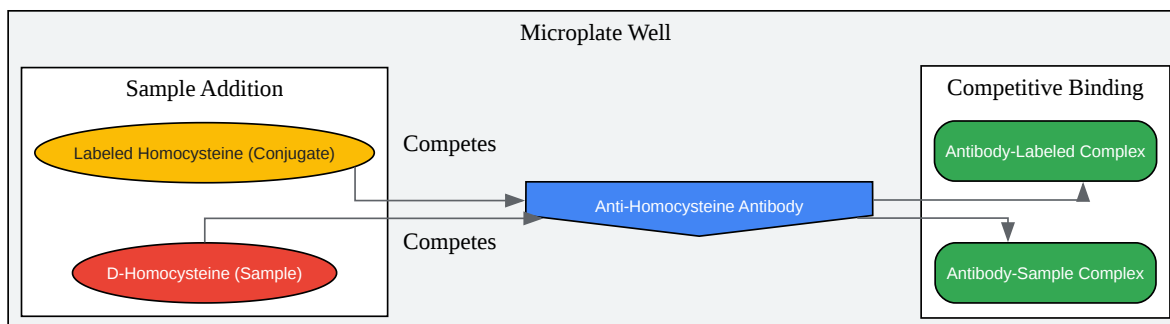 Microplate Well
Sample Addition
Competitive Binding
Labeled Homocysteine (Conjugate)
Competes
Antibody-Labeled Complex
Anti-Homocysteine Antibody
Competes
D-Homocysteine (Sample)
Antibody-Sample Complex